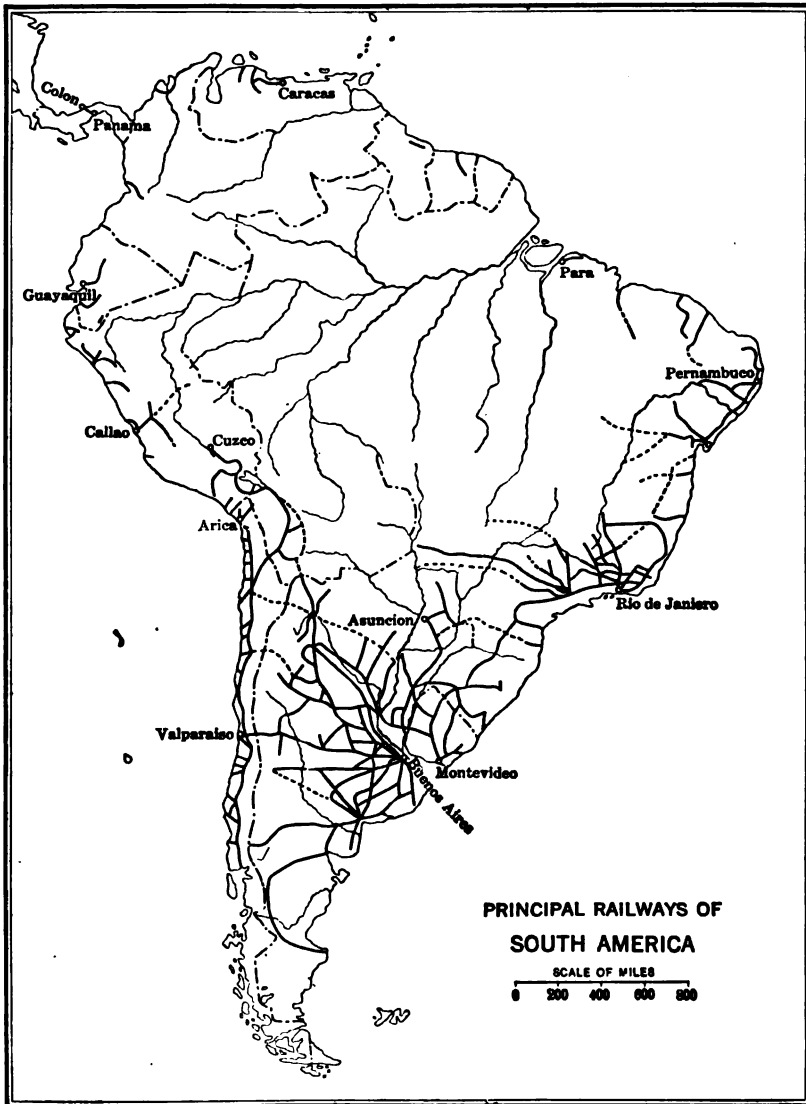 Colon
Panama
Caracas
Guayaquil
Para
Pernambuco
Callao
Cuzco
Arica
Rio de Janiero
Asuncion
Valparaiso
Buenos Aires
Montevideo
PRINCIPAL RAILWAYS OF
SOUTH AMERICA
SCALE OF MILES
0 200 400 600 800